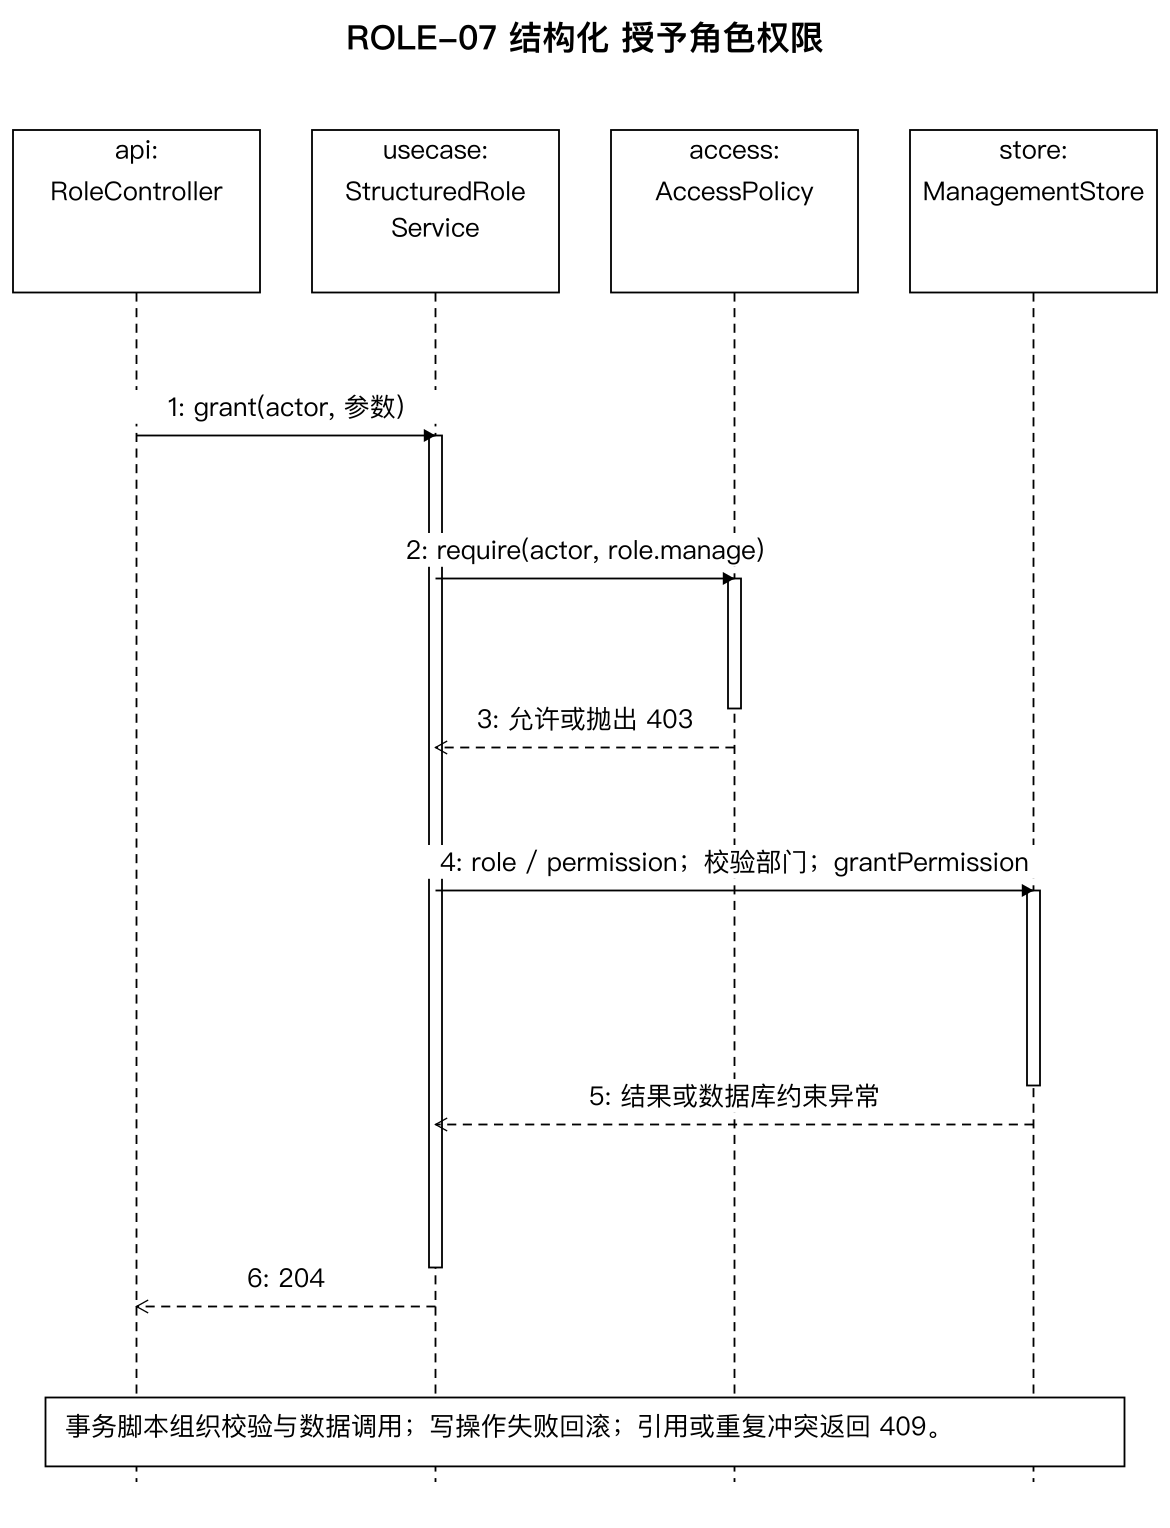 ROLE–07 结构化 授予角色权限
api:
RoleController
usecase:
StructuredRole
Service
access:
AccessPolicy
store:
ManagementStore
1: grant(actor, 参数)
2: require(actor, role.manage)
3: 允许或抛出 403
4: role / permission；校验部门；grantPermission
5: 结果或数据库约束异常
6: 204
事务脚本组织校验与数据调用；写操作失败回滚；引用或重复冲突返回 409。